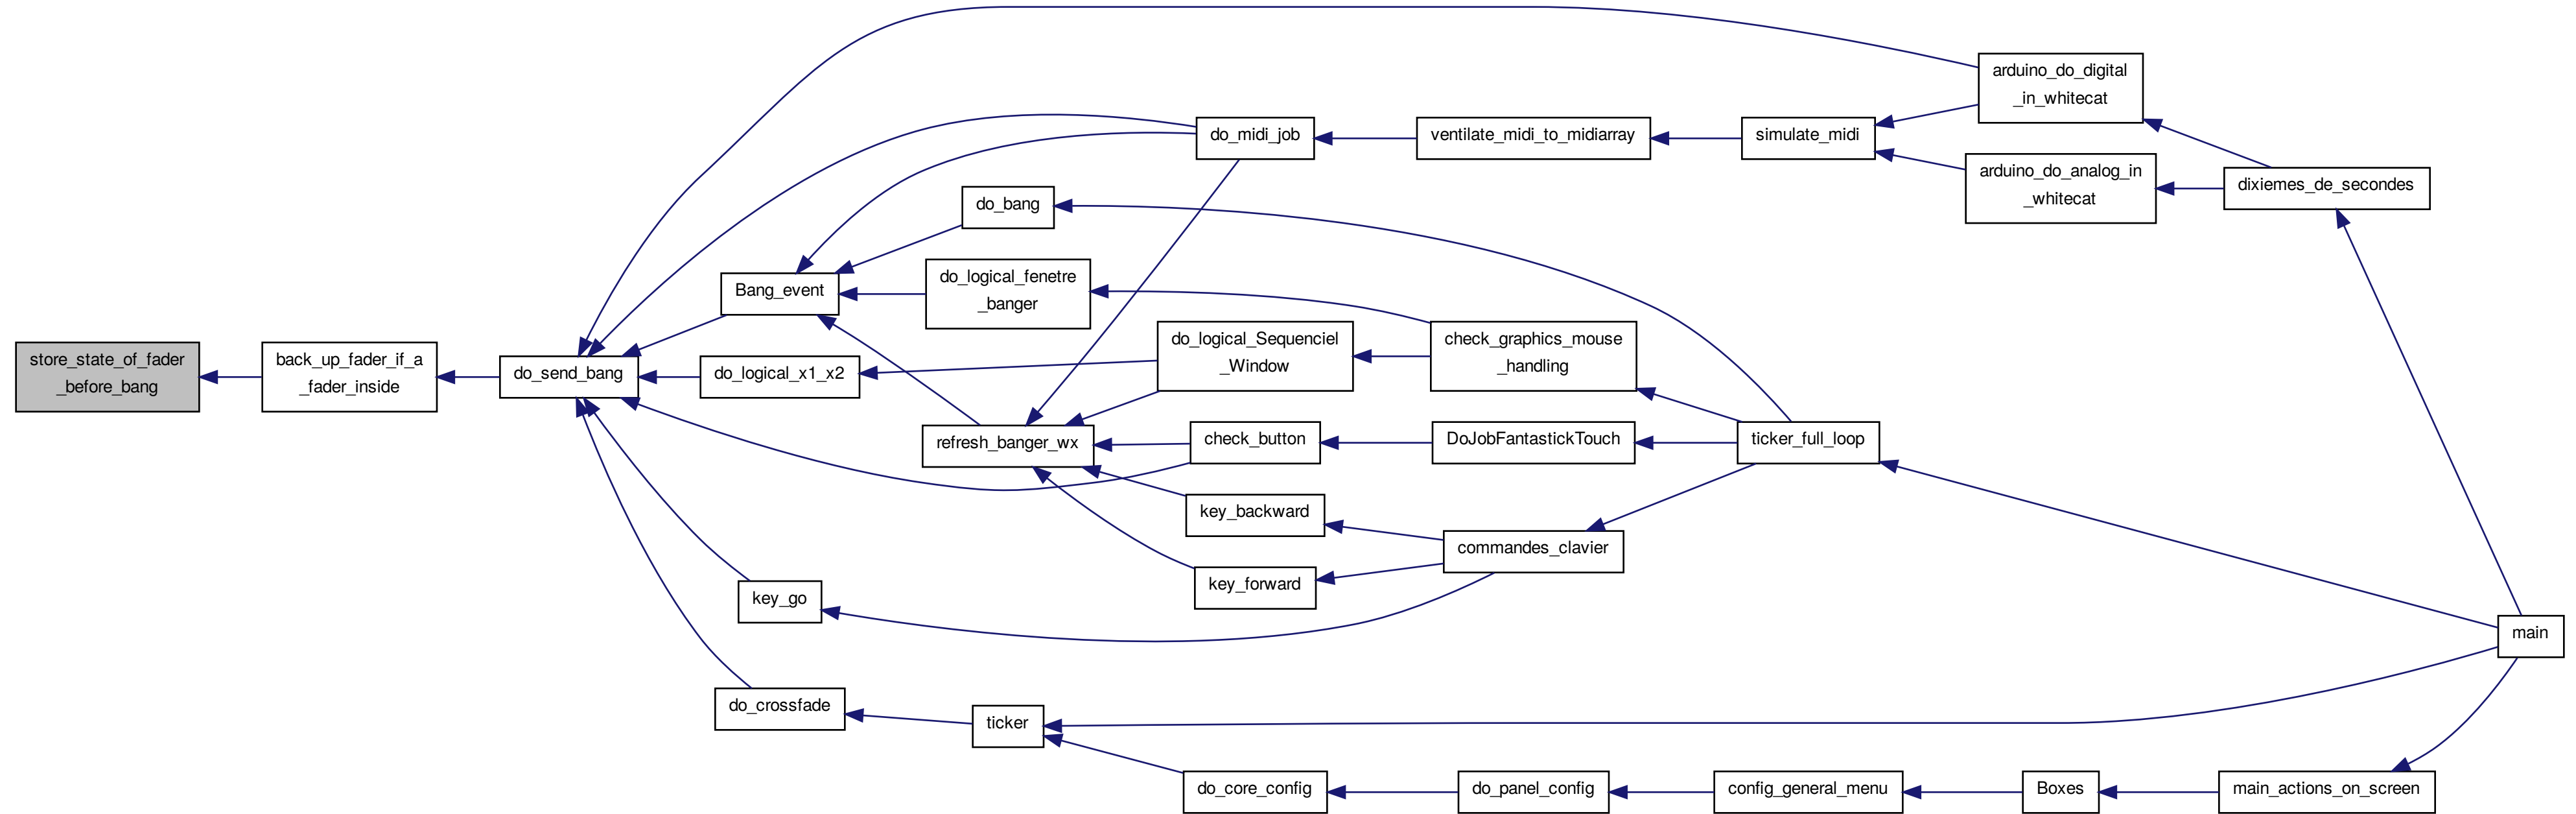 store_state_of_fader
_before_bang
back_up_fader_if_a
_fader_inside
do_send_bang
Bang_event
do_logical_x1_x2
key_go
do_crossfade
do_bang
do_logical_fenetre
_banger
refresh_banger_wx
ticker
do_midi_job
do_logical_Sequenciel
_Window
check_button
key_backward
key_forward
do_core_config
ventilate_midi_to_midiarray
check_graphics_mouse
_handling
DoJobFantastickTouch
commandes_clavier
do_panel_config
simulate_midi
ticker_full_loop
config_general_menu
arduino_do_digital
_in_whitecat
arduino_do_analog_in
_whitecat
Boxes
dixiemes_de_secondes
main_actions_on_screen
main